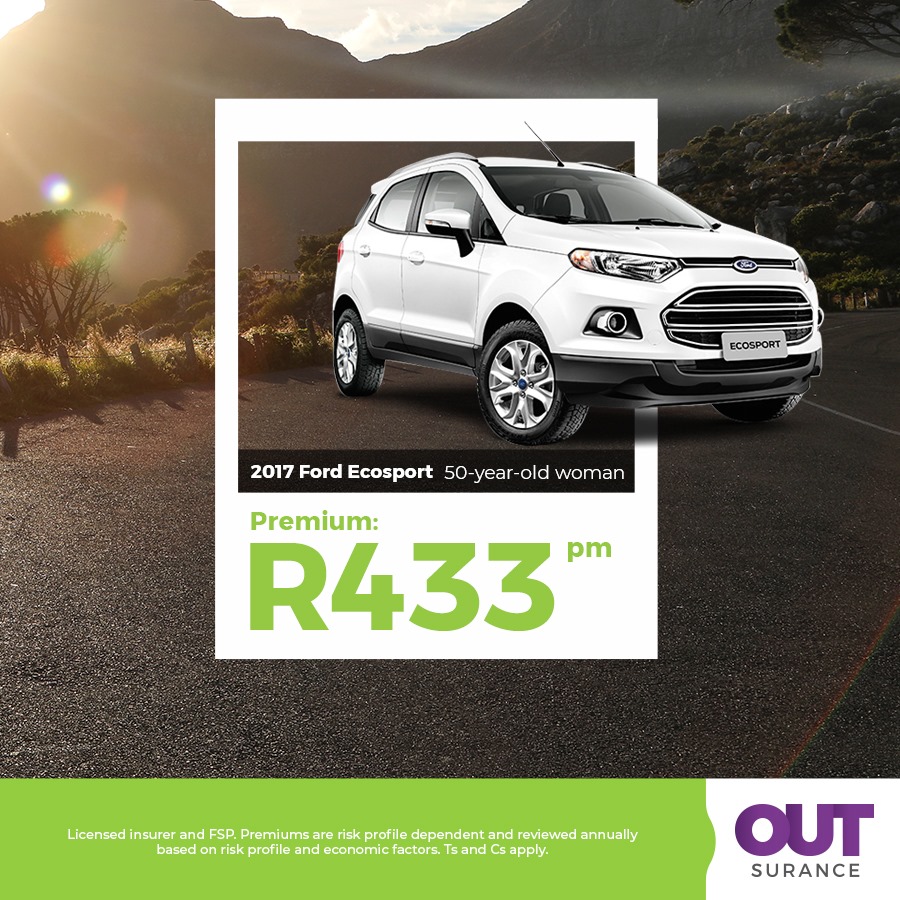 Ford
ECOSPORT
2017 Ford Ecosport 50-year-old woman
Premium:
R433 pm
Licensed insurer and FSP. Premiums are risk profile dependent and reviewed annually
based on risk profile and economic factors. Ts and Cs apply.
OUT
SURANCE